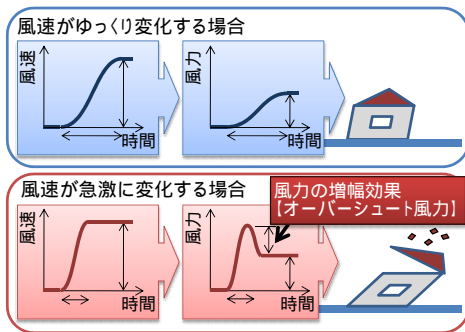 風速がゆっくり変化する場合
風速
時間
風力
時間
風速が急激に変化する場合
風力の増幅効果
【オーバーシュート風力】
風速
時間
風力
時間